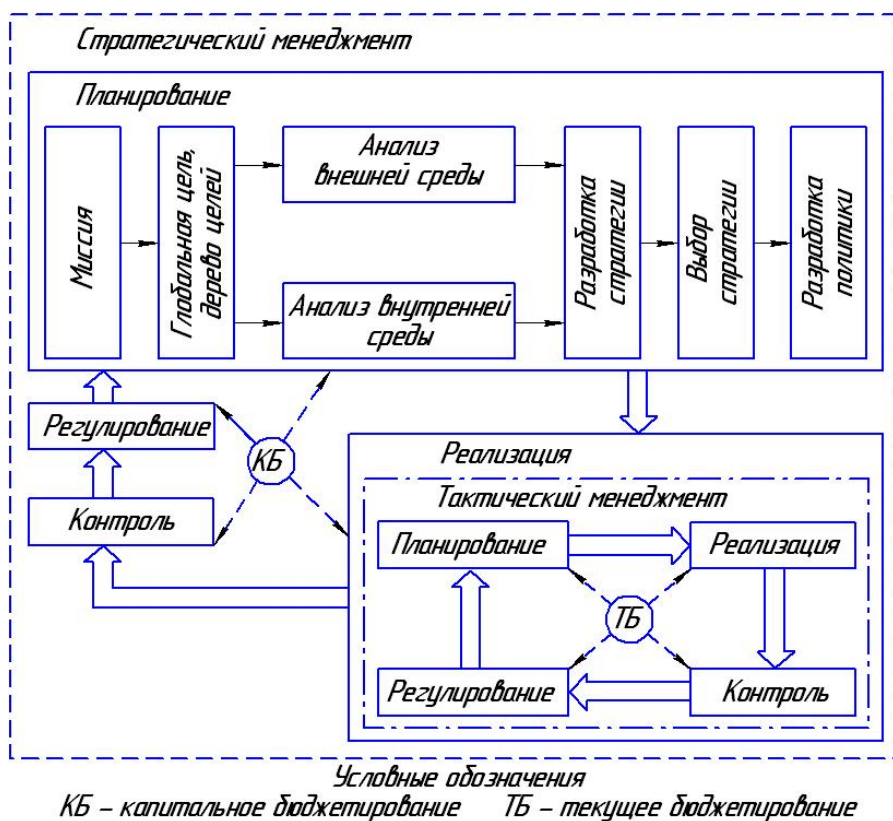 Стратегический менеджмент
Планирование
Миссия
Глобальная цель,
дерево целей
Анализ
внешней среды
Анализ внутренней
среды
Разработка
стратегии
Выбор
стратегии
Разработка
политики
Регулирование
КБ
Контроль
Реализация
Тактический менеджмент
Планирование
Реализация
ТБ
Регулирование
Контроль
Условные обозначения
КБ – капитальное бюджетирование ТБ – текущее бюджетирование